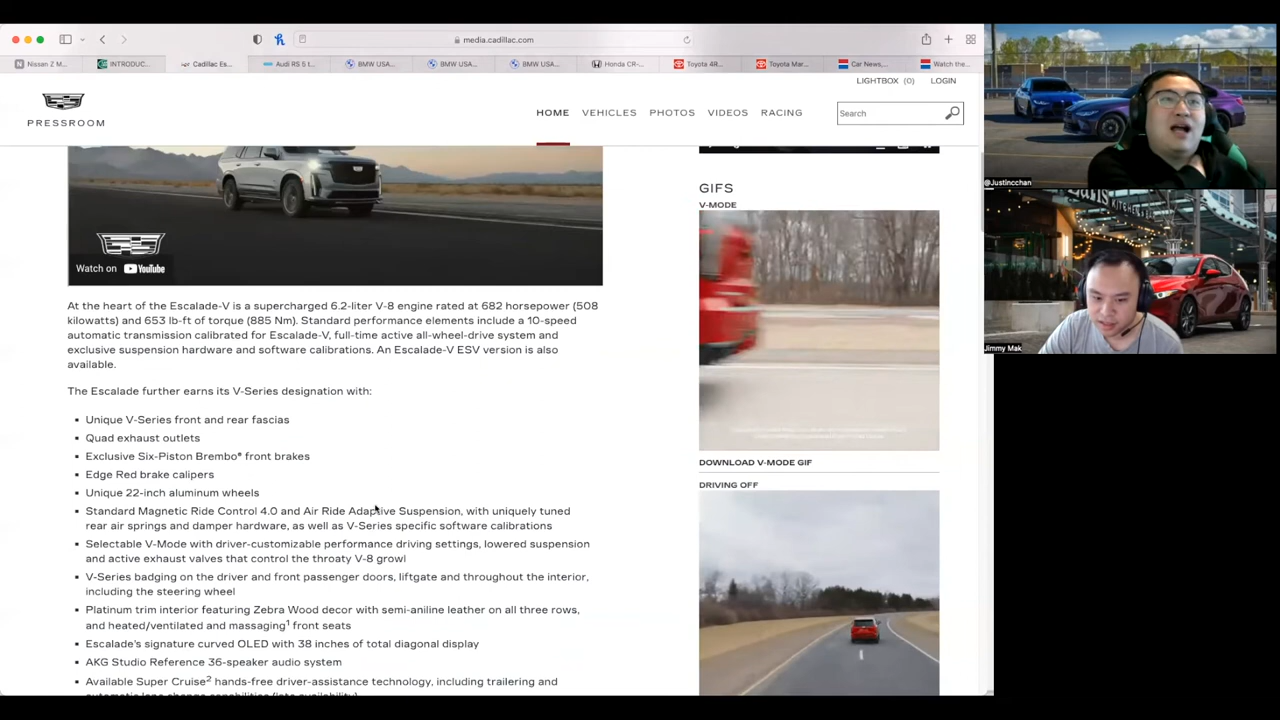 media.cadillac.com
Nissan Z M...
INTRODUC...
Cadillac Es...
Audi RS 5 I...
BMW USA...
BMW USA...
BMW USA...
Honda CR-...
Toyota 4R...
Toyota Mar...
Car News,...
Watch the...
LIGHTBOX (0) LOGIN
PRESSROOM
HOME VEHICLES PHOTOS VIDEOS RACING
Search
Watch on YouTube
At the heart of the Escalade-V is a supercharged 6.2-liter V-8 engine rated at 682 horsepower (508
kilowatts) and 653 lb-ft of torque (885 Nm). Standard performance elements include a 10-speed
automatic transmission calibrated for Escalade-V, full-time active all-wheel-drive system and
exclusive suspension hardware and software calibrations. An Escalade-V ESV version is also
available.
The Escalade further earns its V-Series designation with:
▪ Unique V-Series front and rear fascias
▪ Quad exhaust outlets
▪ Exclusive Six-Piston Brembo® front brakes
▪ Edge Red brake calipers
▪ Unique 22-inch aluminum wheels
▪ Standard Magnetic Ride Control 4.0 and Air Ride Adaptive Suspension, with uniquely tuned
rear air springs and damper hardware, as well as V-Series specific software calibrations
▪ Selectable V-Mode with driver-customizable performance driving settings, lowered suspension
and active exhaust valves that control the throaty V-8 growl
▪ V-Series badging on the driver and front passenger doors, liftgate and throughout the interior,
including the steering wheel
▪ Platinum trim interior featuring Zebra Wood decor with semi-aniline leather on all three rows,
and heated/ventilated and massaging¹ front seats
▪ Escalade's signature curved OLED with 38 inches of total diagonal display
▪ AKG Studio Reference 36-speaker audio system
▪ Available Super Cruise² hands-free driver-assistance technology, including trailering and
automatic lane change capabilities (late availability)
GIFS
V-MODE
DOWNLOAD V-MODE GIF
DRIVING OFF
@Justincchan
KITCHEN
Jimmy Mak